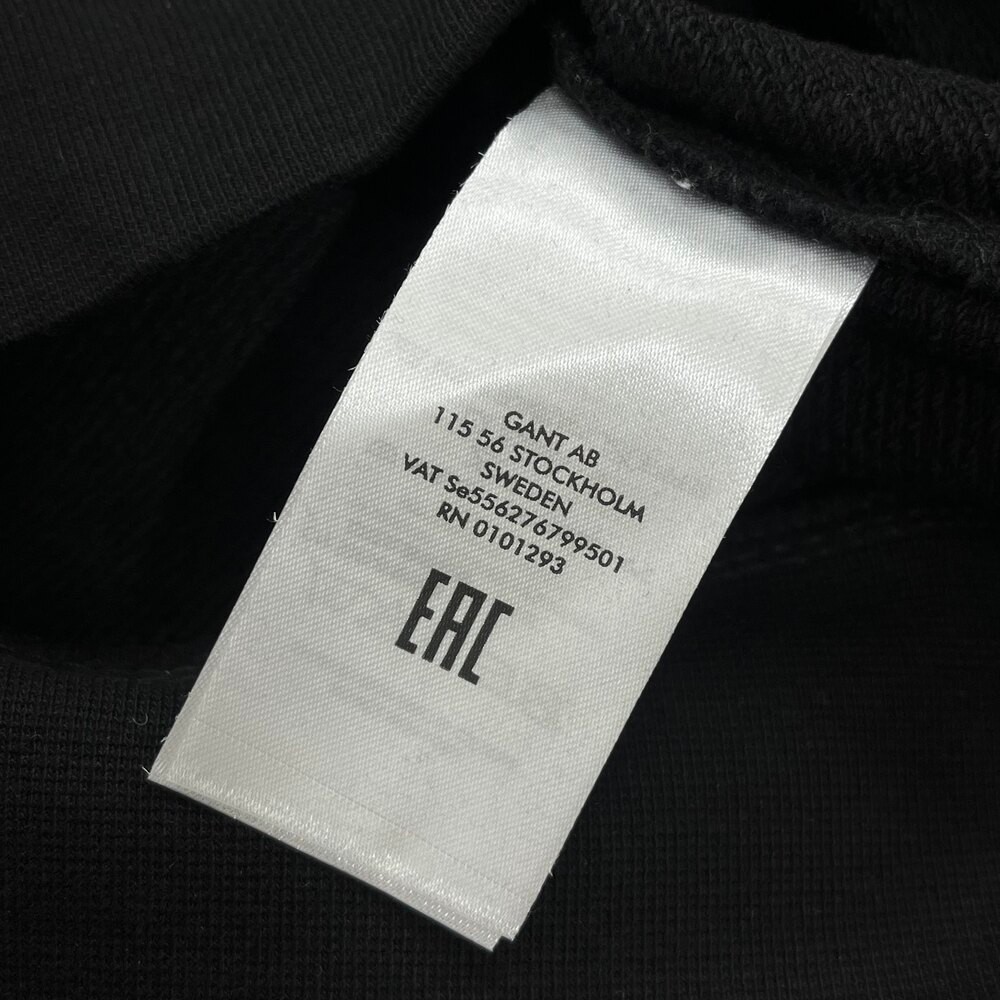 GANT AB
115 56 STOCKHOLM
SWEDEN
VAT Se556276799501
RN 0101293
EAC